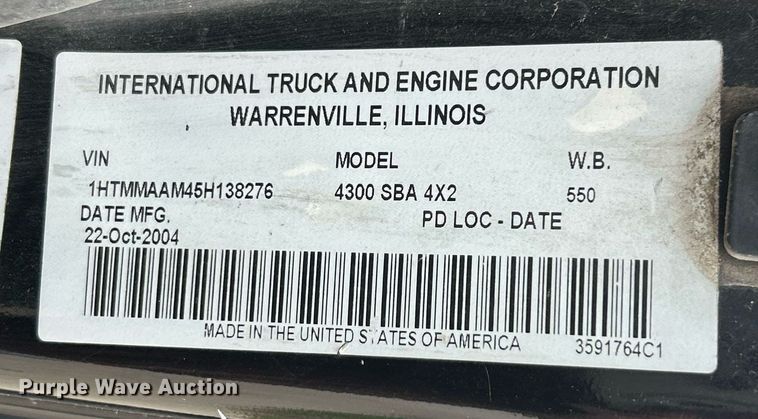 INTERNATIONAL TRUCK AND ENGINE CORPORATION
WARRENVILLE, ILLINOIS
VIN MODEL W.B.
1HTMMAAM45H138276 4300 SBA 4X2 550
DATE MFG. PD LOC - DATE
22-Oct-2004
MADE IN THE UNITED STATES OF AMERICA 3591764C1
Purple Wave Auction